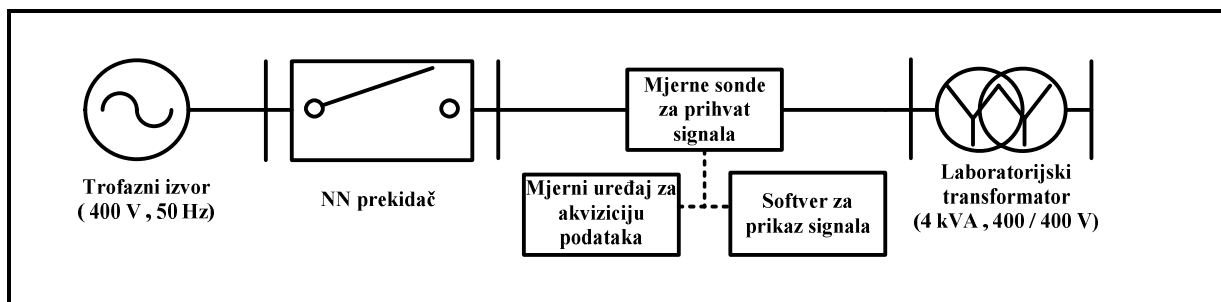 Trofazni izvor
( 400 V , 50 Hz)
NN prekidač
Mjerne sonde
za prihvat
signala
Mjerni uređaj za
akviziciju
podataka
Softver za
prikaz signala
Laboratorijski
transformator
(4 kVA , 400 / 400 V)